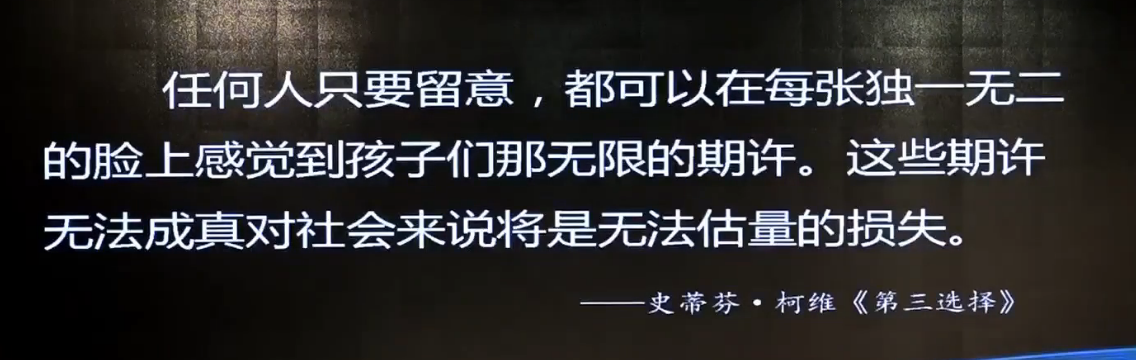 任何人只要留意，都可以在每张独一无二
的脸上感觉到孩子们那无限的期许。这些期许
无法成真对社会来说将是无法估量的损失。
——史蒂芬·柯维《第三选择》